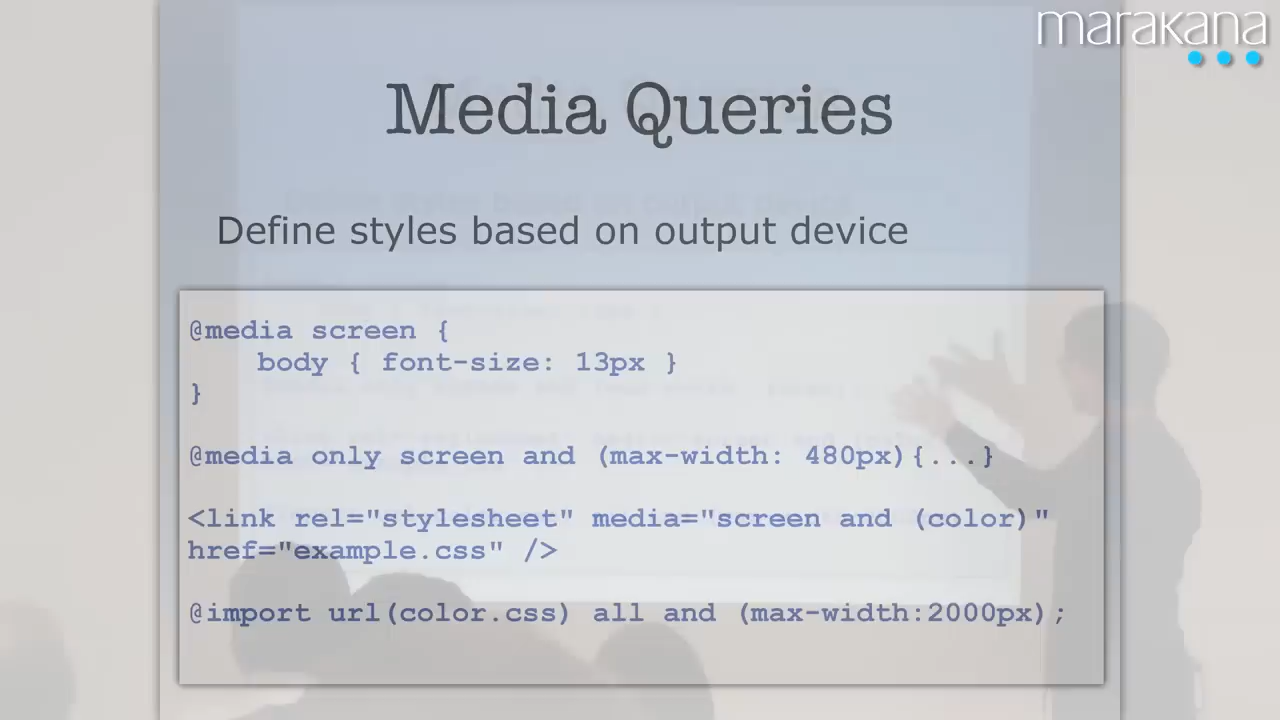 marakana
Media Queries
Define styles based on output device
@media screen {
    body { font-size: 13px }
}
@media only screen and (max-width: 480px){...}
<link rel="stylesheet" media="screen and (color)"
href="example.css" />
@import url(color.css) all and (max-width:2000px);